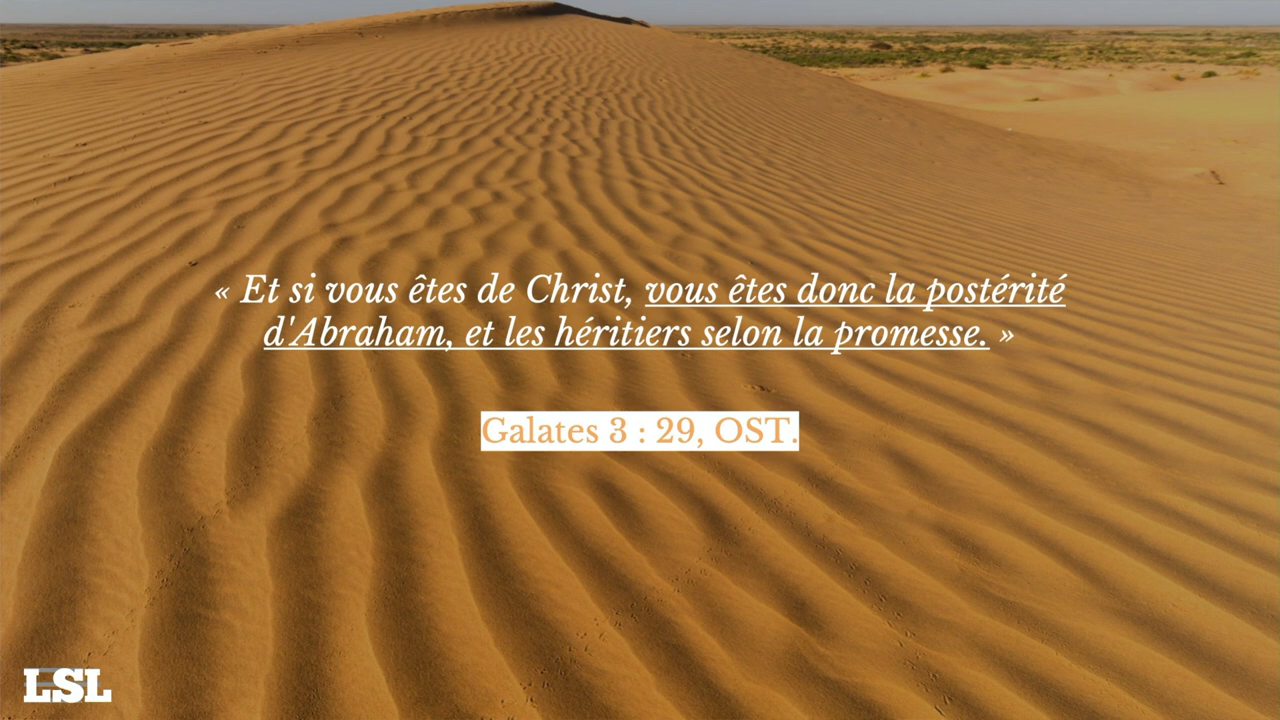 « Et si vous êtes de Christ, vous êtes donc la postérité
d'Abraham, et les héritiers selon la promesse. »
Galates 3 : 29, OST.
LSL